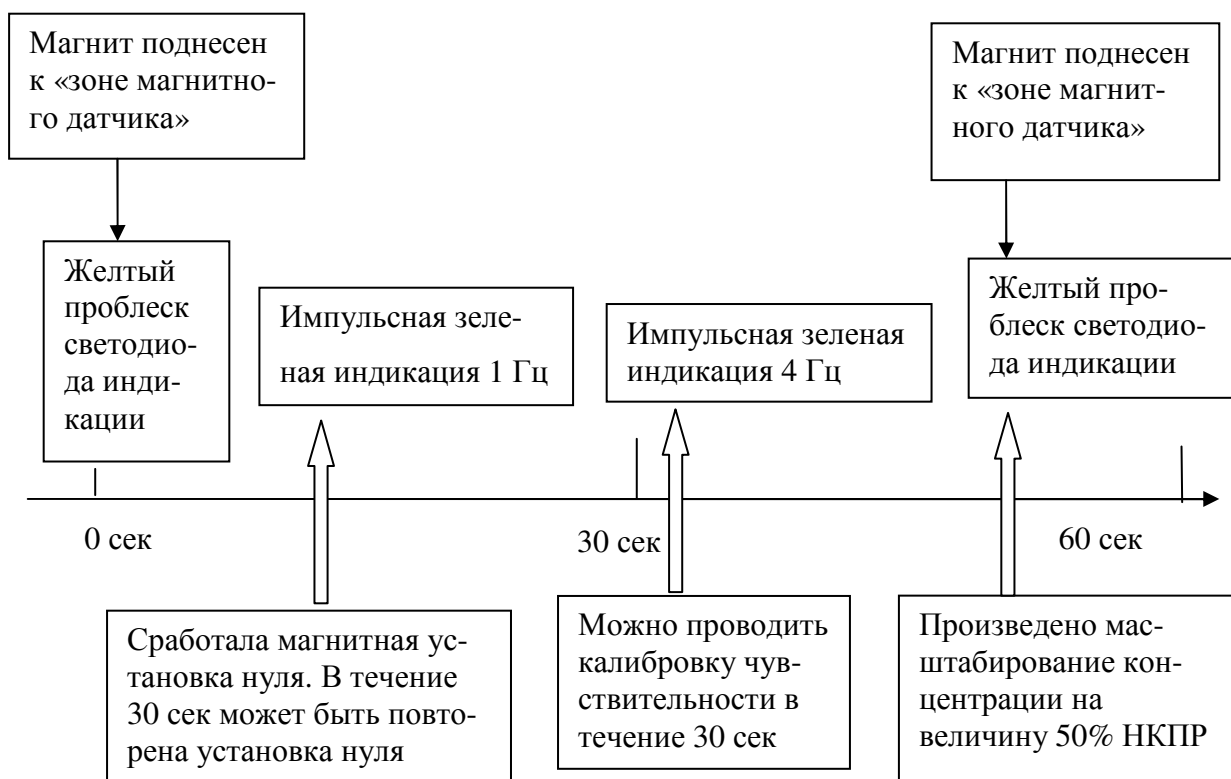 Магнит поднесен
к «зоне магнитно-
го датчика»
Магнит поднесен
к «зоне магнит-
ного датчика»
Желтый
проблеск
светодио-
да инди-
кации
Импульсная зеле-
ная индикация 1 Гц
Импульсная зеленая
индикация 4 Гц
Желтый про-
блеск светодио-
да индикации
0 сек
30 сек
60 сек
Сработала магнитная ус-
тановка нуля. В течение
30 сек может быть повто-
рена установка нуля
Можно проводить
калибровку чув-
ствительности в
течение 30 сек
Произведено мас-
штабирование кон-
центрации на
величину 50% НКПР